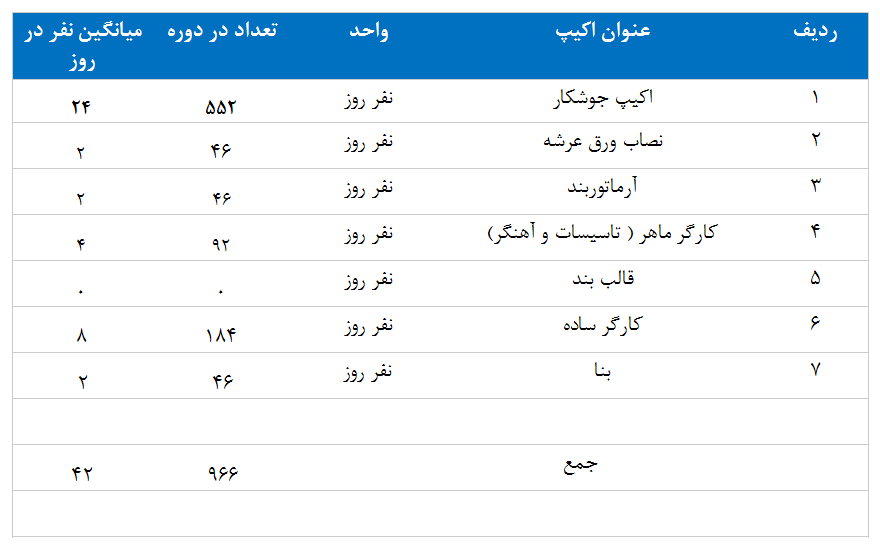 ردیف عنوان اکیپ واحد تعداد در دوره میانگین نفر در روز
۱ اکیپ جوشکار نفر روز ۵۵۲ ۲۴
۲ نصاب ورق عرشه نفر روز ۴۶ ۲
۳ آرماتوربند نفر روز ۴۶ ۲
۴ کارگر ماهر ( تاسیسات و آهنگر) نفر روز ۹۲ ۴
۵ قالب بند نفر روز ۰ ۰
۶ کارگر ساده نفر روز ۱۸۴ ۸
۷ بنا نفر روز ۴۶ ۲
جمع ۹۶۶ ۴۲